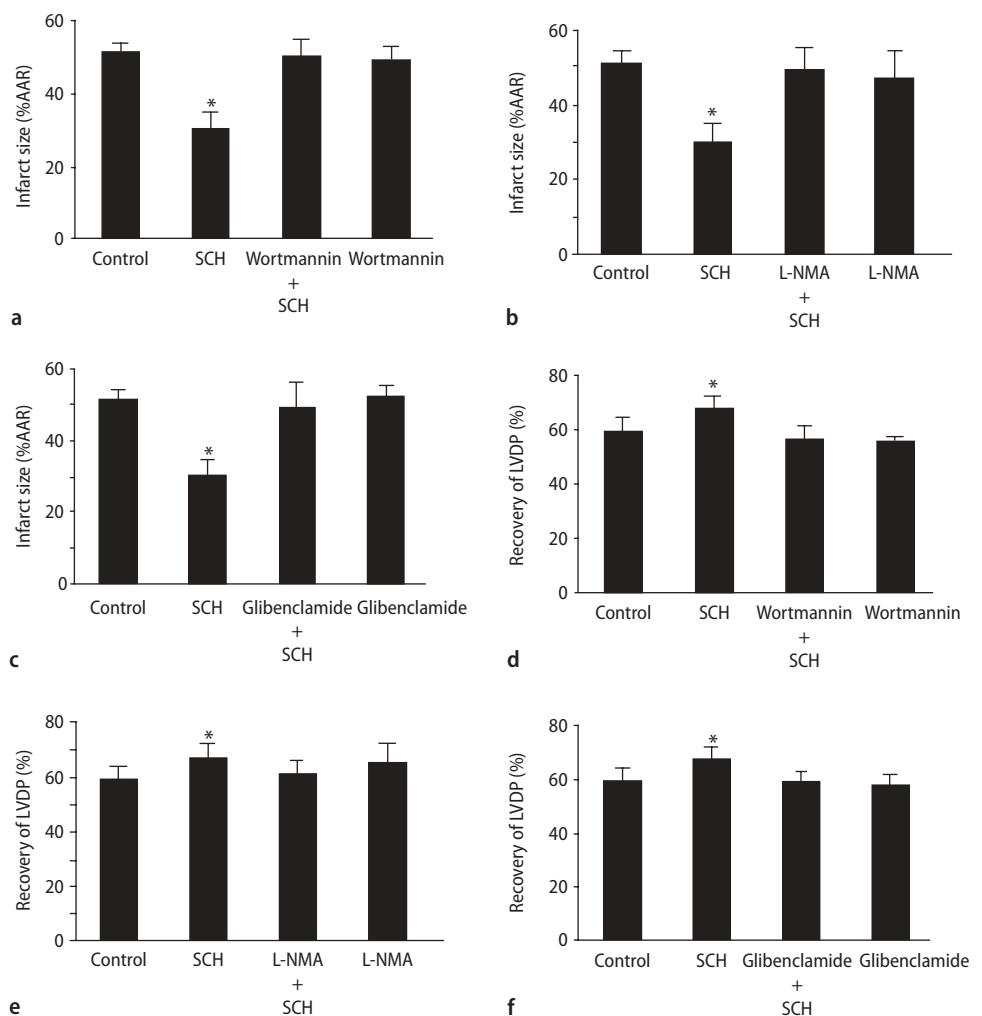 60
40
20
0
Infarct size (%AAR)
*
Control SCH Wortmannin Wortmannin
+
SCH
a
60
40
20
0
Infarct size (%AAR)
*
Control SCH L-NMA L-NMA
+
SCH
b
60
40
20
0
Infarct size (%AAR)
*
Control SCH Glibenclamide Glibenclamide
+
SCH
c
80
60
40
20
0
Recovery of LVDP (%)
*
Control SCH Wortmannin Wortmannin
+
SCH
d
80
60
40
20
0
Recovery of LVDP (%)
*
Control SCH L-NMA L-NMA
+
SCH
e
80
60
40
20
0
Recovery of LVDP (%)
*
Control SCH Glibenclamide Glibenclamide
+
SCH
f